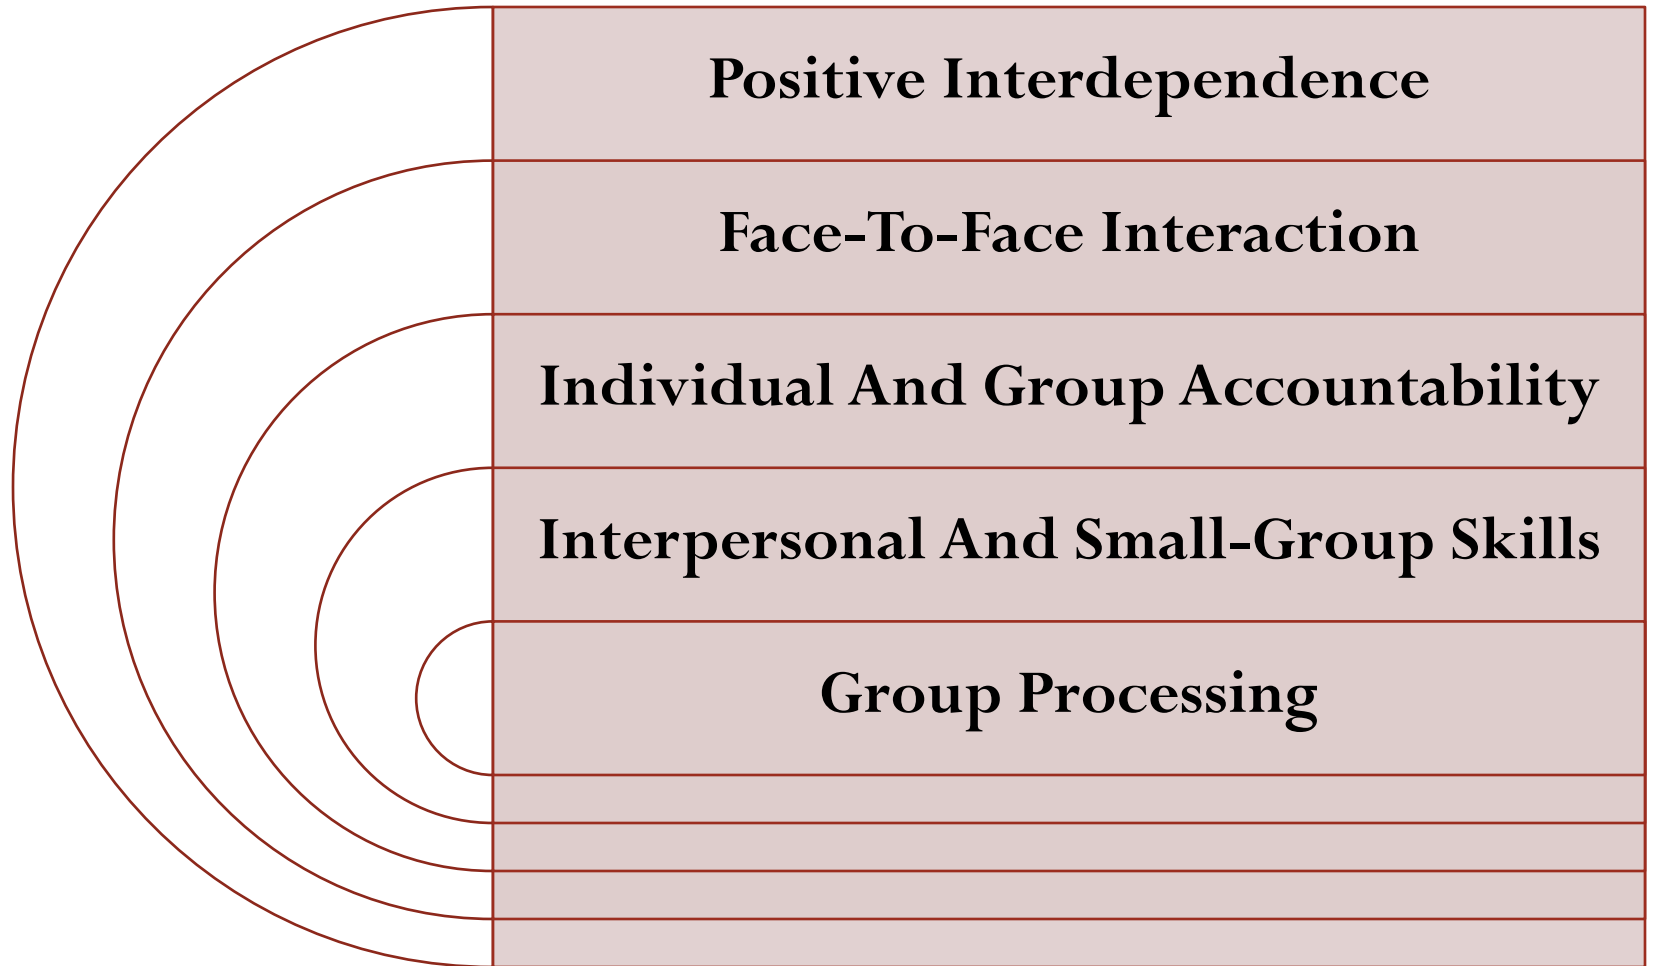 Positive Interdependence
Face-To-Face Interaction
Individual And Group Accountability
Interpersonal And Small-Group Skills
Group Processing